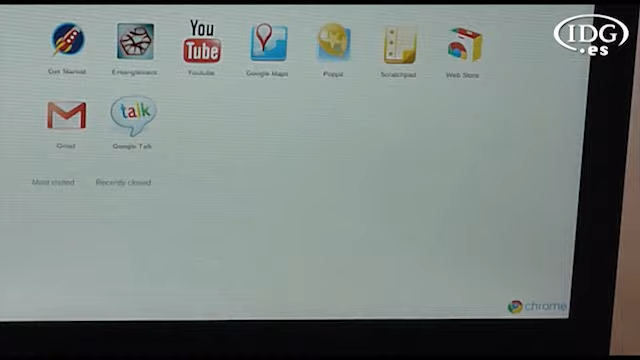 IDG
.es
You
Tube
talk
Get Started
Entanglement
Youtube
Google Maps
Poppit
Scratchpad
Web Store
Gmail
Google Talk
Most visited
Recently closed
chrome